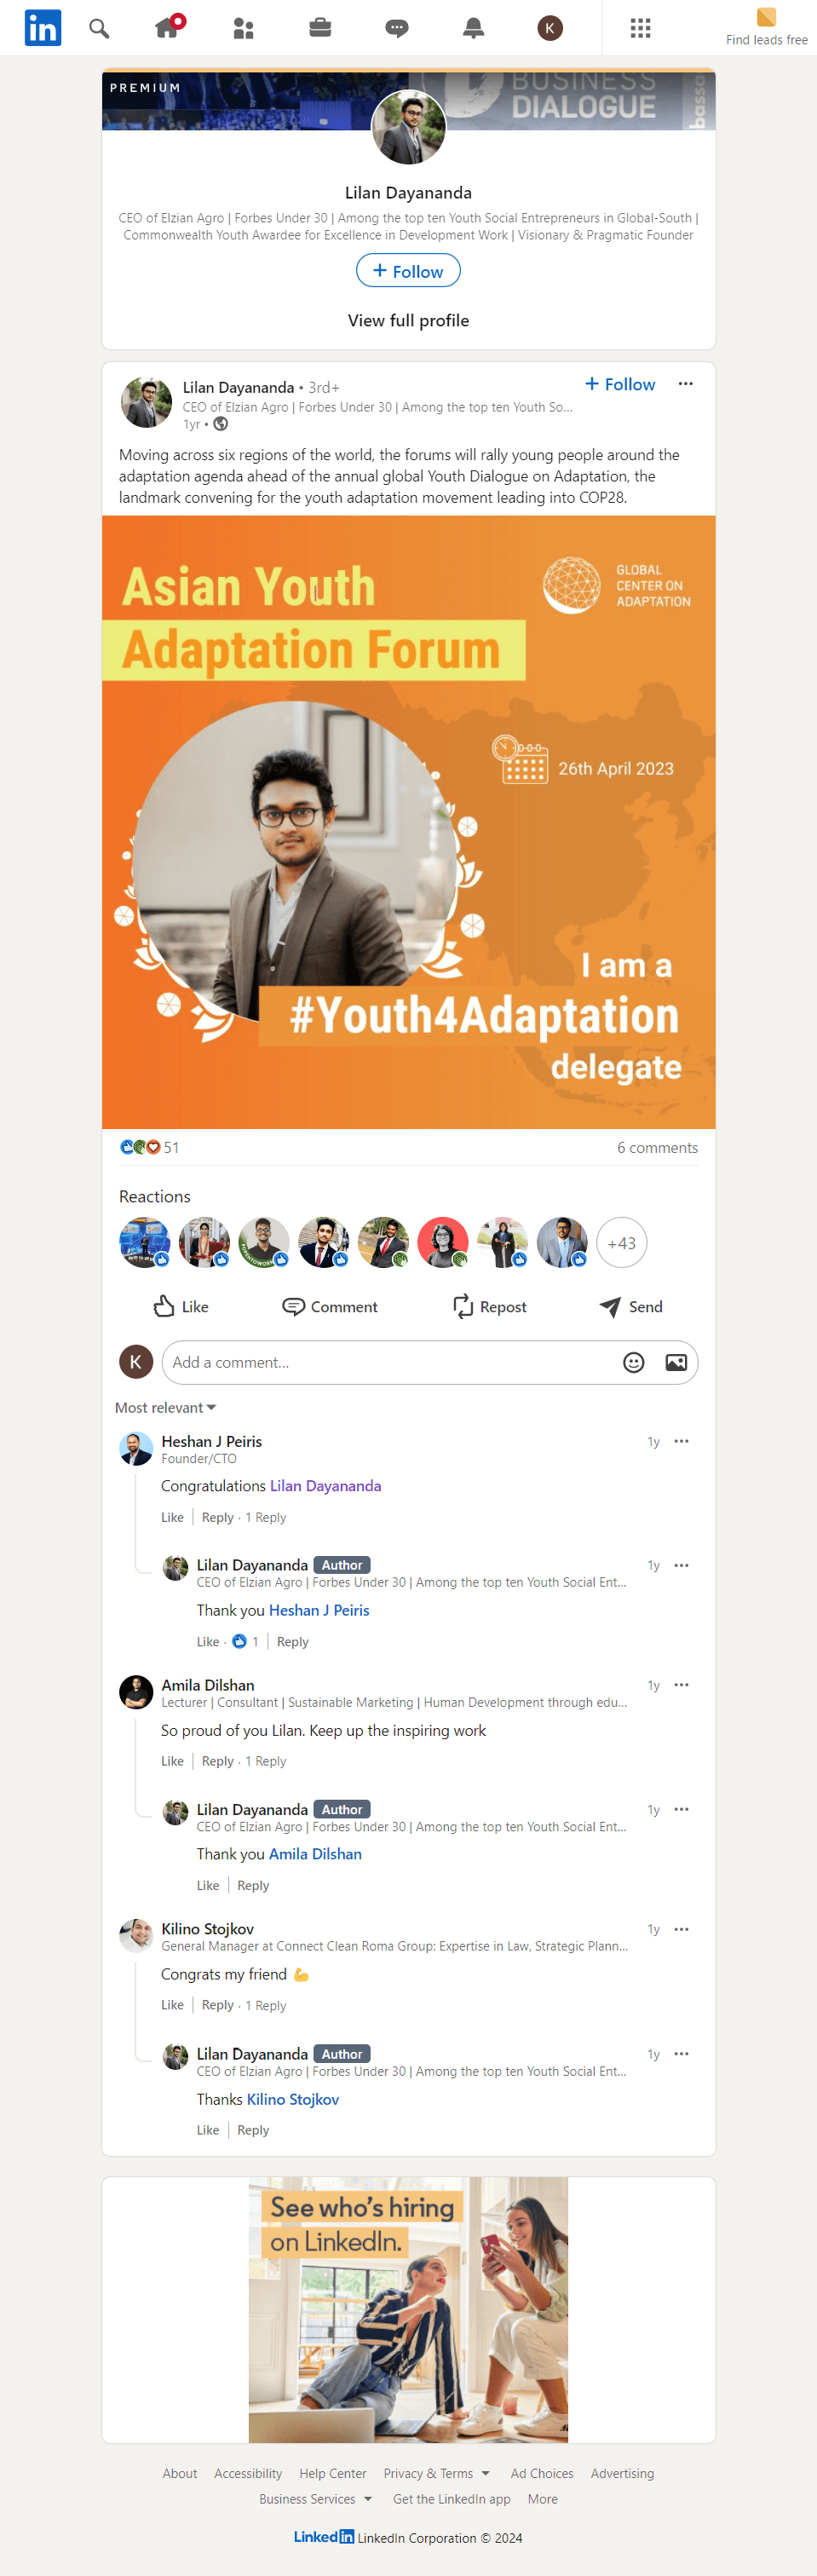 in
K
Find leads free
PREMIUM
BUSINESS
DIALOGUE
Lilan Dayananda
CEO of Elzian Agro | Forbes Under 30 | Among the top ten Youth Social Entrepreneurs in Global-South |
Commonwealth Youth Awardee for Excellence in Development Work | Visionary & Pragmatic Founder
+ Follow
View full profile
Lilan Dayananda • 3rd+
+ Follow
CEO of Elzian Agro | Forbes Under 30 | Among the top ten Youth So...
1yr •
Moving across six regions of the world, the forums will rally young people around the
adaptation agenda ahead of the annual global Youth Dialogue on Adaptation, the
landmark convening for the youth adaptation movement leading into COP28.
Asian Youth
Adaptation Forum
GLOBAL
CENTER ON
ADAPTATION
26th April 2023
I am a
#Youth4Adaptation
delegate
51
6 comments
Reactions
+43
Like
Comment
Repost
Send
K
Add a comment...
Most relevant
Heshan J Peiris
1y
Founder/CTO
Congratulations Lilan Dayananda
Like | Reply · 1 Reply
Lilan Dayananda Author
1y
CEO of Elzian Agro | Forbes Under 30 | Among the top ten Youth Social Ent...
Thank you Heshan J Peiris
Like · 1 | Reply
Amila Dilshan
1y
Lecturer | Consultant | Sustainable Marketing | Human Development through edu...
So proud of you Lilan. Keep up the inspiring work
Like | Reply · 1 Reply
Lilan Dayananda Author
1y
CEO of Elzian Agro | Forbes Under 30 | Among the top ten Youth Social Ent...
Thank you Amila Dilshan
Like | Reply
Kilino Stojkov
1y
General Manager at Connect Clean Roma Group: Expertise in Law, Strategic Plann...
Congrats my friend 💪
Like | Reply · 1 Reply
Lilan Dayananda Author
1y
CEO of Elzian Agro | Forbes Under 30 | Among the top ten Youth Social Ent...
Thanks Kilino Stojkov
Like | Reply
See who's hiring
on LinkedIn.
About Accessibility Help Center Privacy & Terms Ad Choices Advertising
Business Services Get the LinkedIn app More
LinkedIn LinkedIn Corporation © 2024